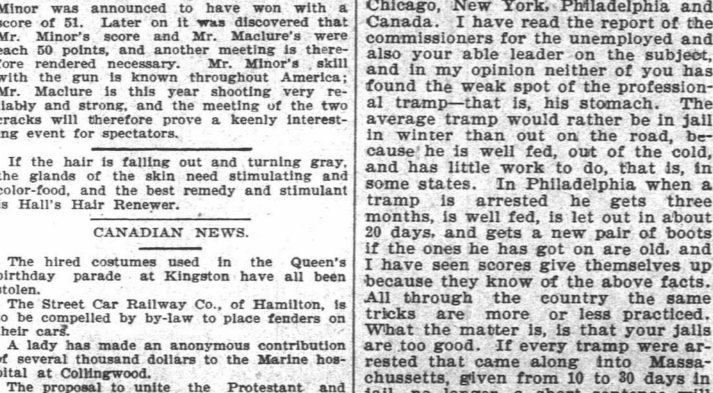 Minor was announced to have won with a
score of 51. Later on it was discovered that
Mr. Minor's score and Mr. Maclure's were
each 50 points, and another meeting is there-
fore rendered necessary. Mr. Minor's skill
with the gun is known throughout America;
Mr. Maclure is this year shooting very re-
liably and strong, and the meeting of the two
cracks will therefore prove a keenly interest-
ing event for spectators.
If the hair is falling out and turning gray,
the glands of the skin need stimulating and
color-food, and the best remedy and stimulant
is Hall's Hair Renewer.
CANADIAN NEWS.
The hired costumes used in the Queen's
birthday parade at Kingston have all been
stolen.
The Street Car Railway Co., of Hamilton, is
to be compelled by by-law to place fenders on
their cars.
A lady has made an anonymous contribution
of several thousand dollars to the Marine hos-
pital at Collingwood.
The proposal to unite the Protestant and
Chicago, New York, Philadelphia and
Canada. I have read the report of the
commissioners for the unemployed and
also your able leader on the subject,
and in my opinion neither of you has
found the weak spot of the profession-
al tramp—that is, his stomach. The
average tramp would rather be in jail
in winter than out on the road, be-
cause he is well fed, out of the cold,
and has little work to do, that is, in
some states. In Philadelphia when a
tramp is arrested he gets three
months, is well fed, is let out in about
20 days, and gets a new pair of boots
if the ones he has got on are old, and
I have seen scores give themselves up
because they know of the above facts.
All through the country the same
tricks are more or less practiced.
What the matter is, is that your jails
are too good. If every tramp were ar-
rested that came along into Massa-
chussetts, given from 10 to 30 days in
jail, no longer, a short sentence will